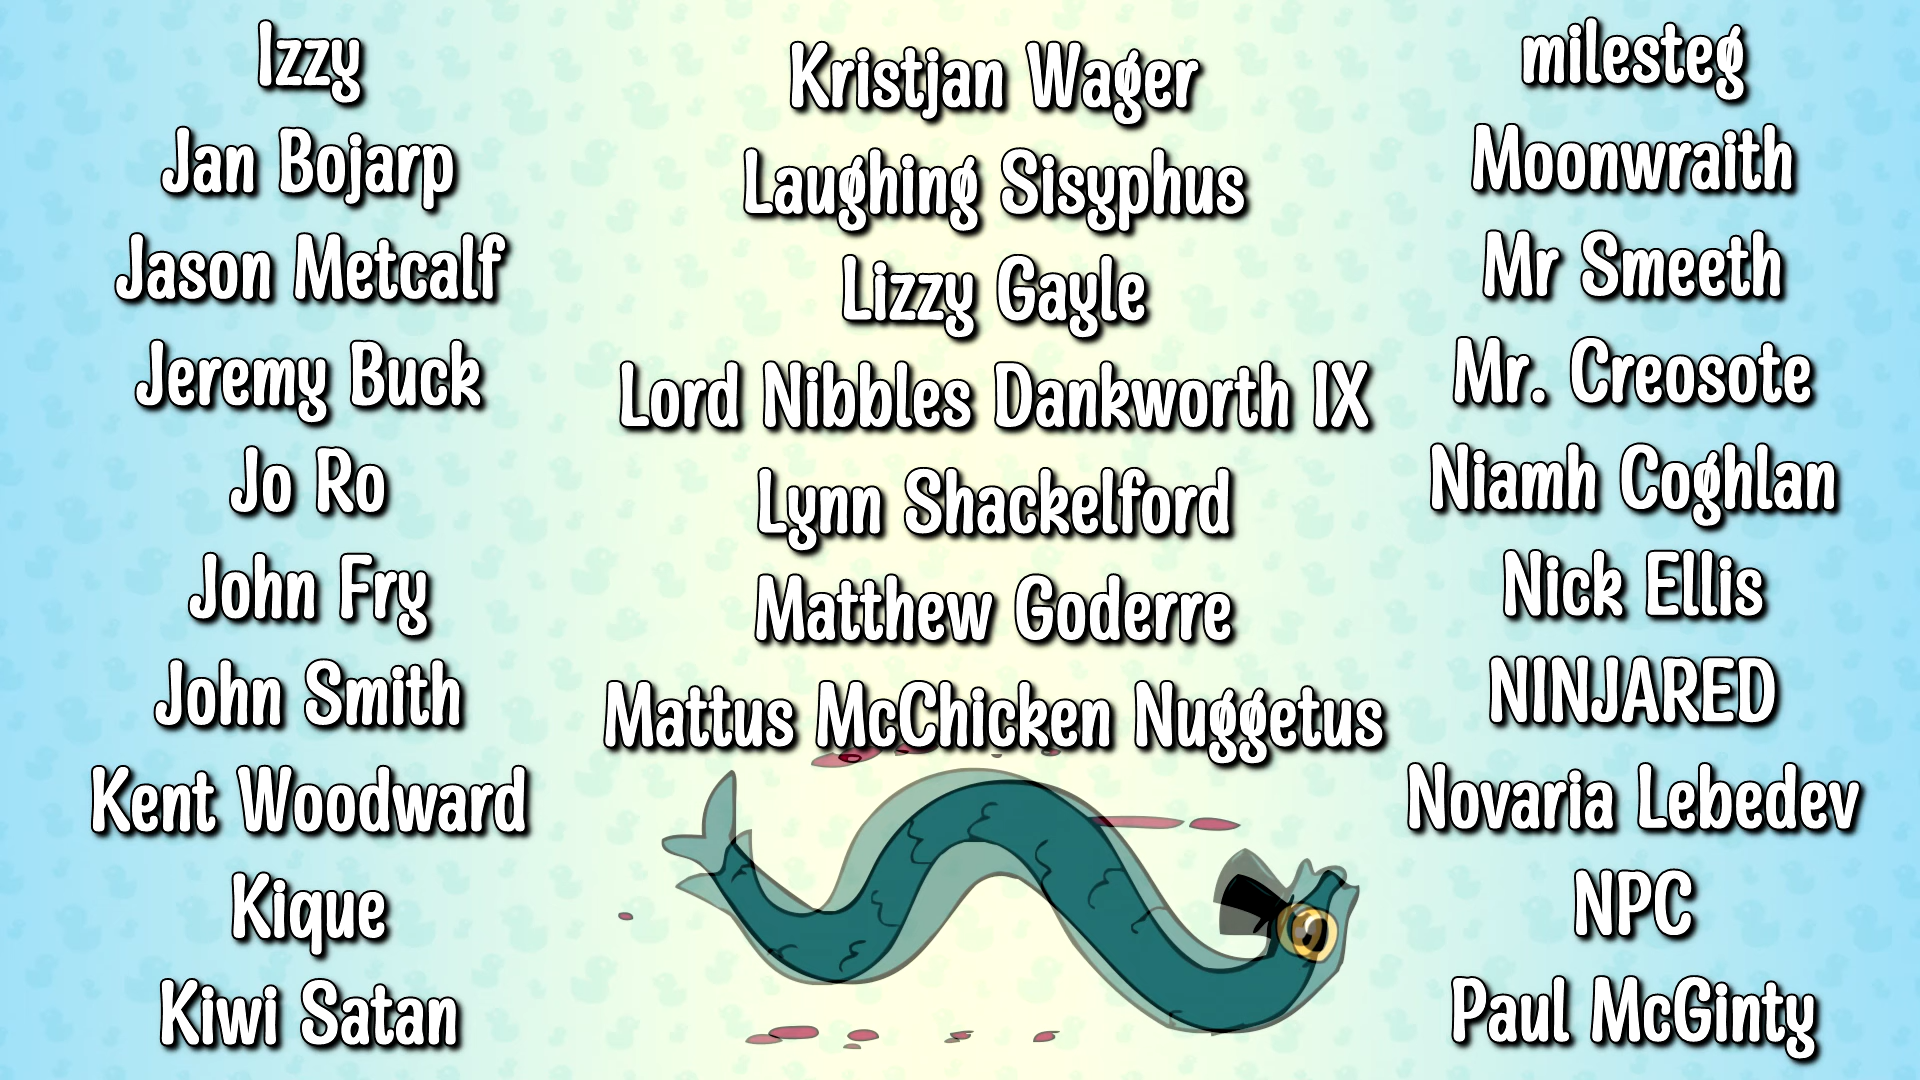 Izzy
Jan Bojarp
Jason Metcalf
Jeremy Buck
Jo Ro
John Fry
John Smith
Kent Woodward
Kique
Kiwi Satan
Kristjan Wager
Laughing Sisyphus
Lizzy Gayle
Lord Nibbles Dankworth IX
Lynn Shackelford
Matthew Goderre
Mattus McChicken Nuggetus
milesteg
Moonwraith
Mr Smeeth
Mr. Creosote
Niamh Coghlan
Nick Ellis
NINJARED
Novaria Lebedev
NPC
Paul McGinty